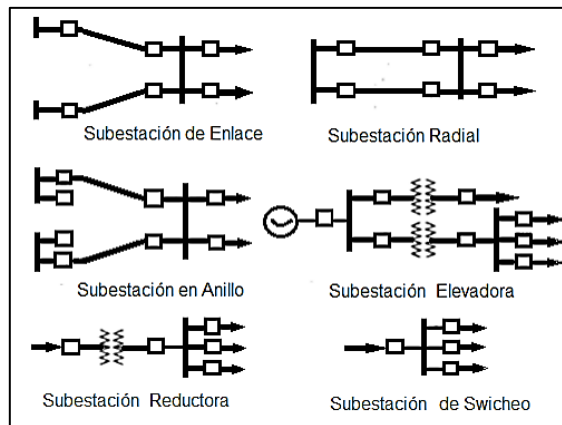 Subestación de Enlace
Subestación Radial
Subestación en Anillo
Subestación Elevadora
Subestación Reductora
Subestación de Swicheo